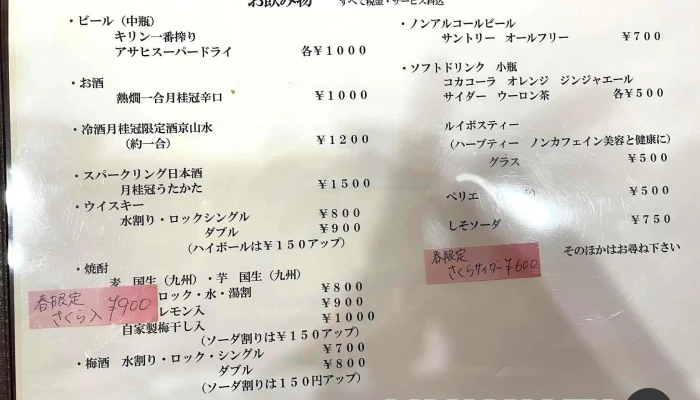 お飲み物　すべて税金・サービス料込
・ビール（中瓶）
キリン一番搾り
アサヒスーパードライ　各￥１０００
・お酒
熱燗一合月桂冠辛口　￥１０００
・冷酒月桂冠限定酒京山水
（約一合）　￥１２００
・スパークリング日本酒
月桂冠うたかた　￥１５００
・ウイスキー
水割り・ロックシングル　￥８００
ダブル　￥９００
（ハイボールは￥１５０アップ）
・焼酎
麦　国生（九州）・芋　国生（九州）
ロック・水・湯割　￥８００
レモン入　￥９００
自家製梅干し入　￥１０００
（ソーダ割りは￥１５０アップ）
春限定
さくら入　¥900
・梅酒　水割り・ロック・シングル　￥７００
ダブル　￥８００
（ソーダ割りは１５０円アップ）
・ノンアルコールビール
サントリー　オールフリー　￥７００
・ソフトドリンク　小瓶
コカコーラ　オレンジ　ジンジャエール
サイダー　ウーロン茶　各￥５００
ルイボスティー
（ハーブティー　ノンカフェイン美容と健康に）
グラス　￥５００
ペリエ　￥５００
しそソーダ　￥７５０
春限定
さくらサイダー ¥600
そのほかはお尋ね下さい